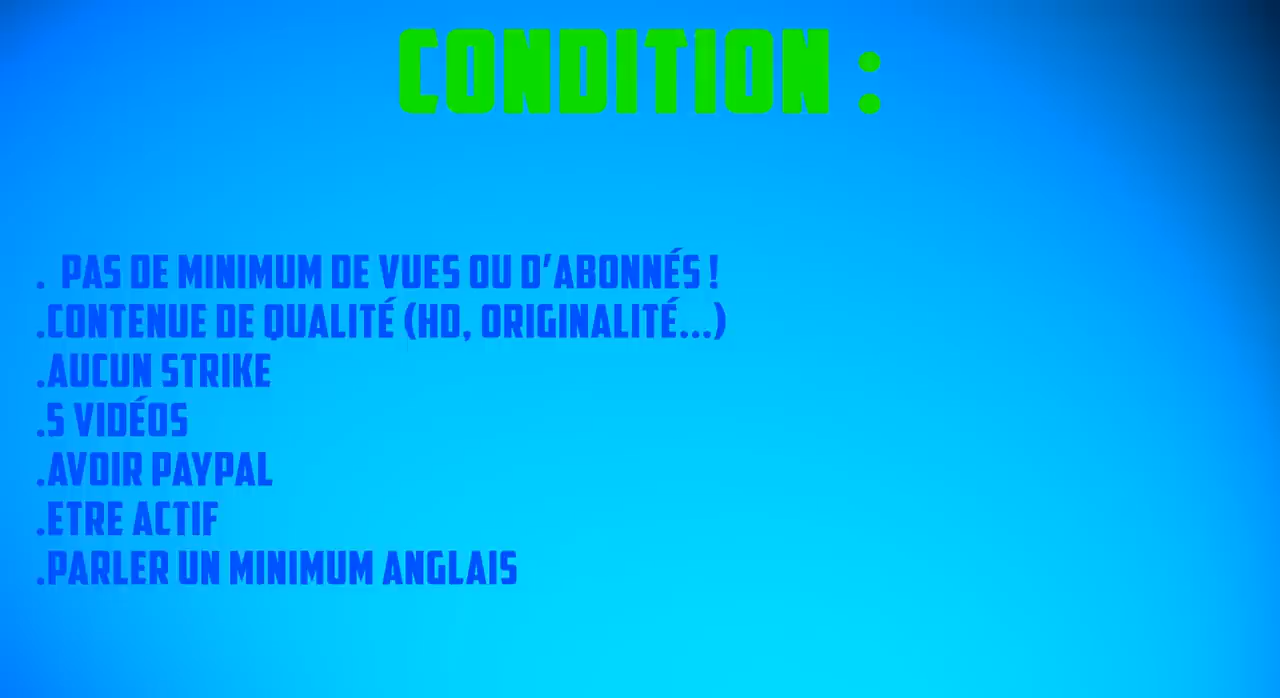 CONDITION :
. PAS DE MINIMUM DE VUES OU D'ABONNÉS !
.CONTENUE DE QUALITÉ (HD, ORIGINALITÉ...)
.AUCUN STRIKE
.5 VIDÉOS
.AVOIR PAYPAL
.ETRE ACTIF
.PARLER UN MINIMUM ANGLAIS